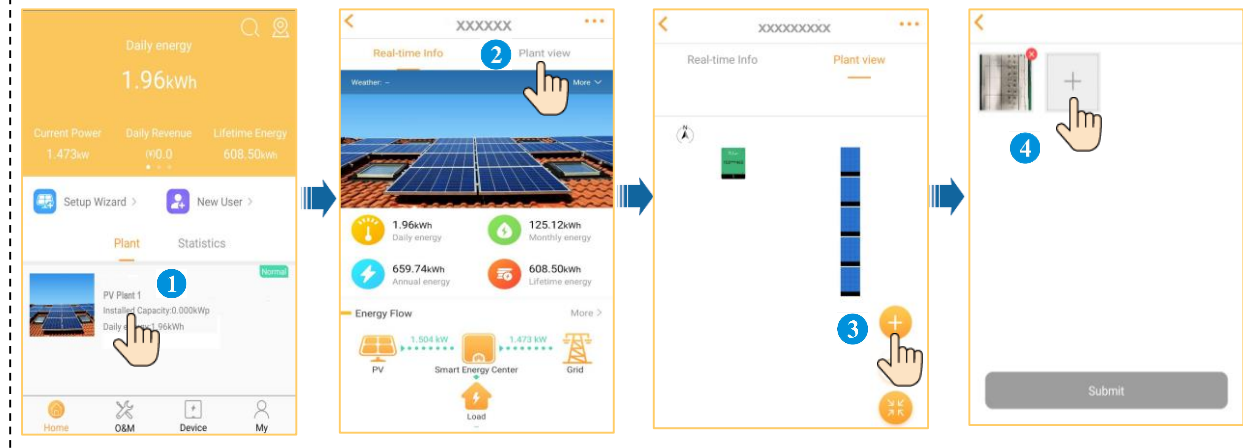 Daily energy
1.96kWh
Current Power Daily Revenue Lifetime Energy
1.473kw (¥)0.0 608.50kwh
Setup Wizard > New User >
Plant Statistics
Normal
1
PV Plant 1
Installed Capacity:0.000kWp
Daily energy:1.96kWh
Home O&M Device My
XXXXXX
Real-time Info 2 Plant view
Weather: -- More
1.96kWh 125.12kWh
Daily energy Monthly energy
659.74kWh 608.50kWh
Annual energy Lifetime energy
Energy Flow More >
1.504 kW 1.473 kW
PV Smart Energy Center Grid
Load
--
XXXXXXXXX
Real-time Info Plant view
N
3
4
Submit